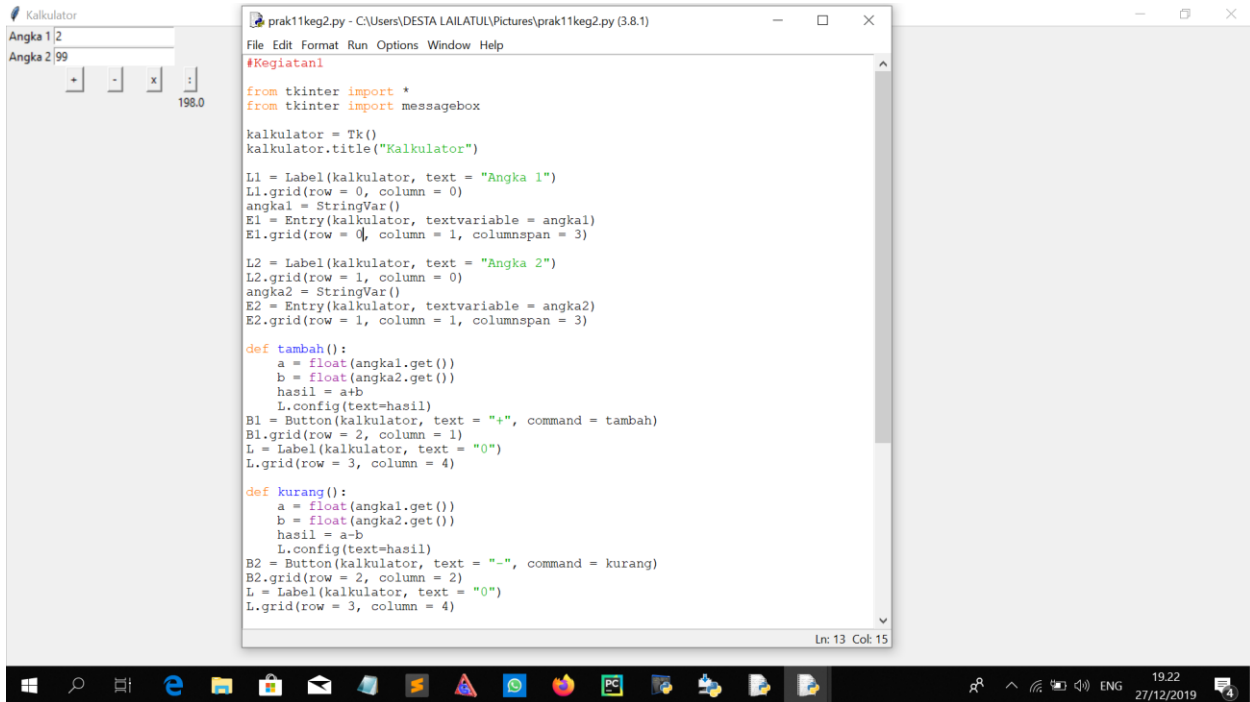 Kalkulator
Angka 1 2
Angka 2 99
+ - x :
198.0
prak11keg2.py - C:\Users\DESTA LAILATUL\Pictures\prak11keg2.py (3.8.1)
File Edit Format Run Options Window Help
#Kegiatan1
from tkinter import *
from tkinter import messagebox
kalkulator = Tk()
kalkulator.title("Kalkulator")
L1 = Label(kalkulator, text = "Angka 1")
L1.grid(row = 0, column = 0)
angka1 = StringVar()
E1 = Entry(kalkulator, textvariable = angka1)
E1.grid(row = 0, column = 1, columnspan = 3)
L2 = Label(kalkulator, text = "Angka 2")
L2.grid(row = 1, column = 0)
angka2 = StringVar()
E2 = Entry(kalkulator, textvariable = angka2)
E2.grid(row = 1, column = 1, columnspan = 3)
def tambah():
    a = float(angka1.get())
    b = float(angka2.get())
    hasil = a+b
    L.config(text=hasil)
B1 = Button(kalkulator, text = "+", command = tambah)
B1.grid(row = 2, column = 1)
L = Label(kalkulator, text = "0")
L.grid(row = 3, column = 4)
def kurang():
    a = float(angka1.get())
    b = float(angka2.get())
    hasil = a-b
    L.config(text=hasil)
B2 = Button(kalkulator, text = "-", command = kurang)
B2.grid(row = 2, column = 2)
L = Label(kalkulator, text = "0")
L.grid(row = 3, column = 4)
Ln: 13 Col: 15
PC
ENG
19.22
27/12/2019
4